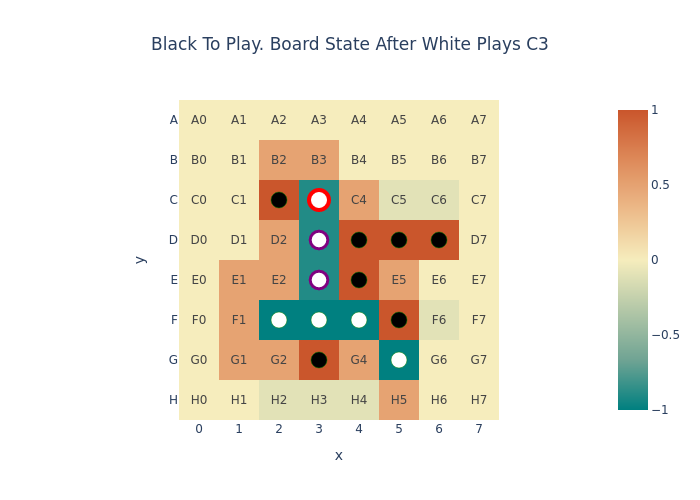 Black To Play. Board State After White Plays C3
A A0 A1 A2 A3 A4 A5 A6 A7
B B0 B1 B2 B3 B4 B5 B6 B7
C C0 C1 C4 C5 C6 C7
D D0 D1 D2 D7
E E0 E1 E2 E5 E6 E7
F F0 F1 F6 F7
G G0 G1 G2 G4 G6 G7
H H0 H1 H2 H3 H4 H5 H6 H7
0 1 2 3 4 5 6 7
x
y
1
0.5
0
−0.5
−1